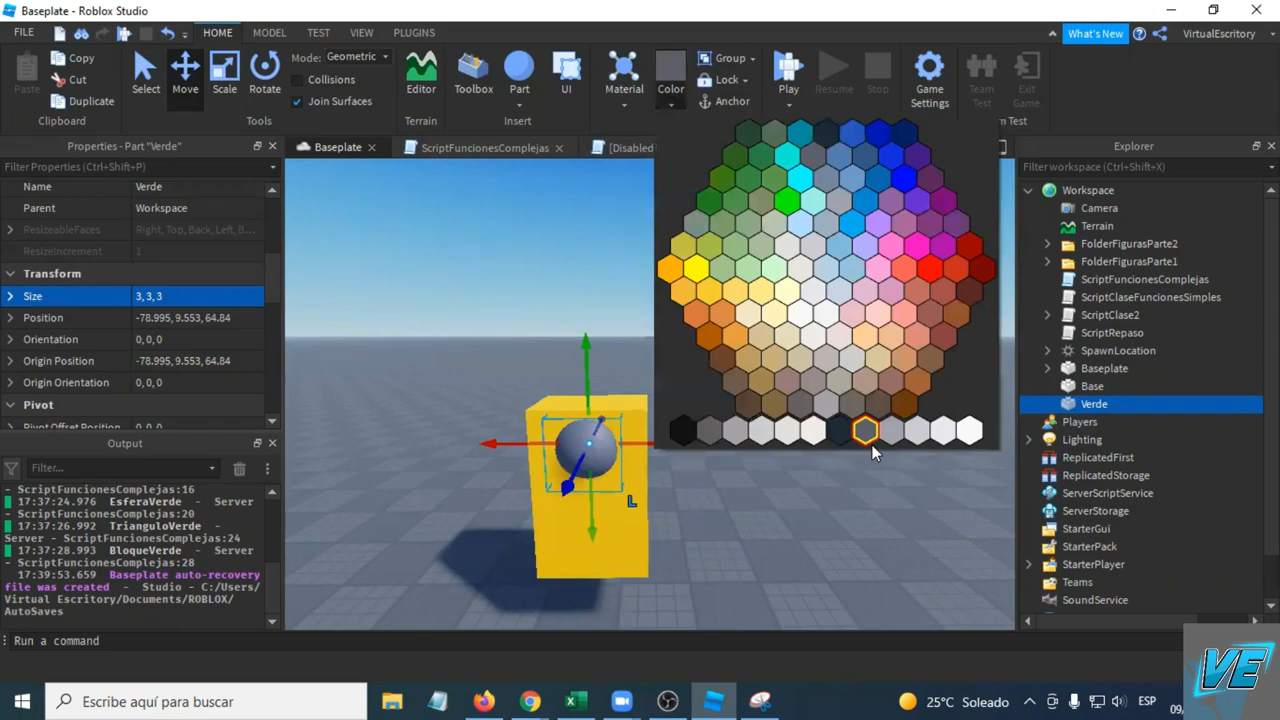 Baseplate - Roblox Studio
FILE HOME MODEL TEST VIEW PLUGINS What's New VirtualEscritory
Paste Copy Cut Duplicate
Select Move Scale Rotate
Mode: Geometric
Collisions
Join Surfaces
Editor Toolbox Part UI Material Color
Group
Lock
Anchor
Play Resume Stop Game Settings Team Test Exit Game
Clipboard Tools Terrain Insert m Test
Properties - Part "Verde"
Filter Properties (Ctrl+Shift+P)
Name Verde
Parent Workspace
ResizeableFaces Right, Top, Back, Left, B...
ResizeIncrement 1
Transform
Size 3, 3, 3
Position -78.995, 9.553, 64.84
Orientation 0, 0, 0
Origin Position -78.995, 9.553, 64.84
Origin Orientation 0, 0, 0
Pivot
Pivot Offset Position
Output
Filter...
- ScriptFuncionesComplejas:16
17:37:24.976 EsferaVerde - Server
- ScriptFuncionesComplejas:20
17:37:26.992 TrianguloVerde -
Server - ScriptFuncionesComplejas:24
17:37:28.993 BloqueVerde - Server
- ScriptFuncionesComplejas:28
17:39:53.659 Baseplate auto-recovery
file was created - Studio - C:/Users/
Virtual Escritory/Documents/ROBLOX/
AutoSaves
Baseplate ScriptFuncionesComplejas [Disabled
L
Explorer
Filter workspace (Ctrl+Shift+X)
Workspace
Camera
Terrain
FolderFigurasParte2
FolderFigurasParte1
ScriptFuncionesComplejas
ScriptClaseFuncionesSimples
ScriptClase2
ScriptRepaso
SpawnLocation
Baseplate
Base
Verde
Players
Lighting
ReplicatedFirst
ReplicatedStorage
ServerScriptService
ServerStorage
StarterGui
StarterPack
StarterPlayer
Teams
SoundService
Run a command
VE
Escribe aquí para buscar
25°C Soleado
ESP
09/